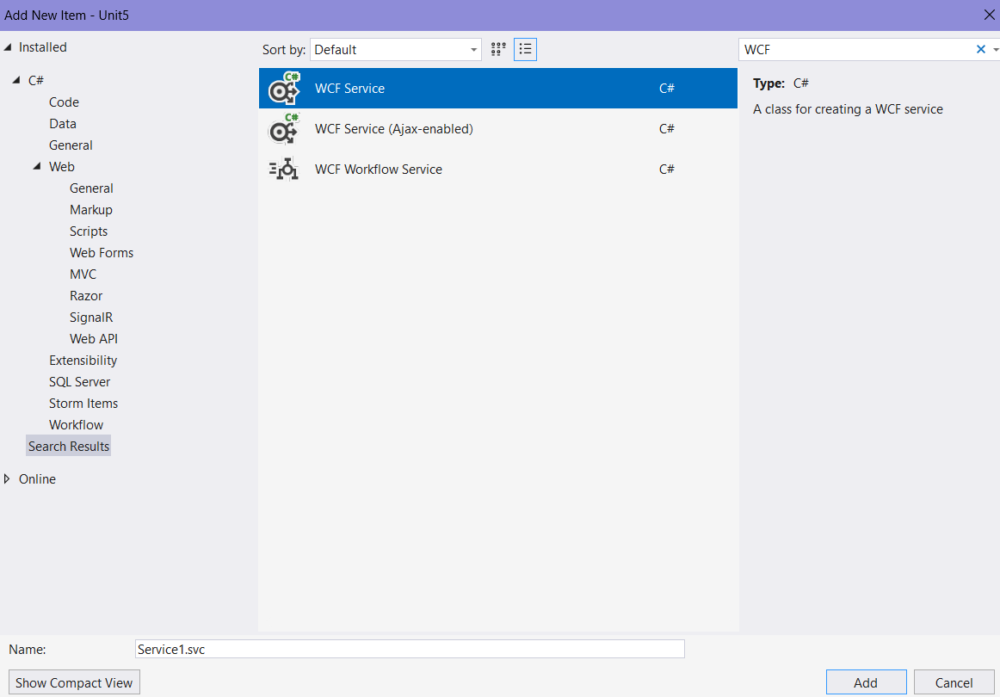 Add New Item - Unit5
Installed
C#
Code
Data
General
Web
General
Markup
Scripts
Web Forms
MVC
Razor
SignalR
Web API
Extensibility
SQL Server
Storm Items
Workflow
Search Results
Online
Sort by: Default
C# WCF Service C#
C# WCF Service (Ajax-enabled) C#
WCF Workflow Service C#
WCF
Type: C#
A class for creating a WCF service
Name: Service1.svc
Show Compact View
Add Cancel